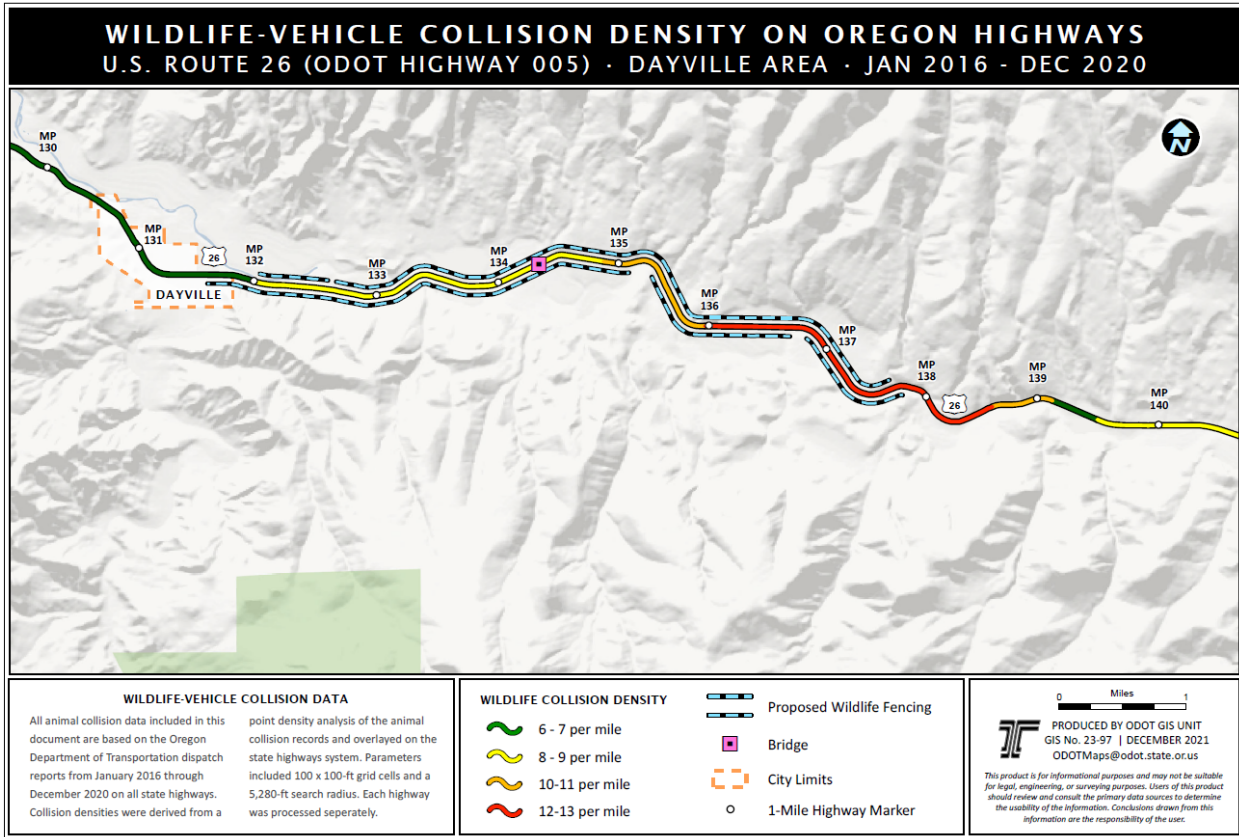 WILDLIFE-VEHICLE COLLISION DENSITY ON OREGON HIGHWAYS
U.S. ROUTE 26 (ODOT HIGHWAY 005) · DAYVILLE AREA · JAN 2016 - DEC 2020
MP
130
N
MP
131
26
MP
132
DAYVILLE
MP
133
MP
134
MP
135
MP
136
MP
137
MP
138
26
MP
139
MP
140
WILDLIFE-VEHICLE COLLISION DATA
All animal collision data included in this
document are based on the Oregon
Department of Transportation dispatch
reports from January 2016 through
December 2020 on all state highways.
Collision densities were derived from a
point density analysis of the animal
collision records and overlayed on the
state highways system. Parameters
included 100 x 100-ft grid cells and a
5,280-ft search radius. Each highway
was processed seperately.
WILDLIFE COLLISION DENSITY
6 - 7 per mile
8 - 9 per mile
10-11 per mile
12-13 per mile
Proposed Wildlife Fencing
Bridge
City Limits
1-Mile Highway Marker
0 Miles 1
PRODUCED BY ODOT GIS UNIT
GIS No. 23-97 | DECEMBER 2021
ODOTMaps@odot.state.or.us
This product is for informational purposes and may not be suitable
for legal, engineering, or surveying purposes. Users of this product
should review and consult the primary data sources to determine
the usability of the information. Conclusions drawn from this
information are the responsibility of the user.